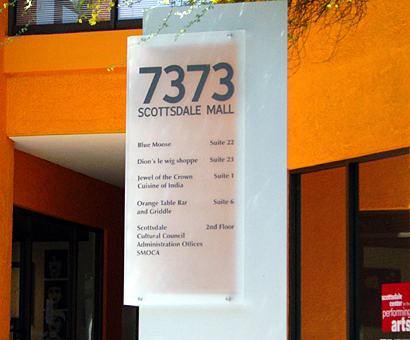 7373
SCOTTSDALE MALL
Blue Moose Suite 22
Dion's le wig shoppe Suite 23
Jewel of the Crown Suite 1
Cuisine of India
Orange Table Bar Suite 6
and Griddle
Scottsdale 2nd Floor
Cultural Council
Administration Offices
SMOCA
scottsdale
center
performing
arts